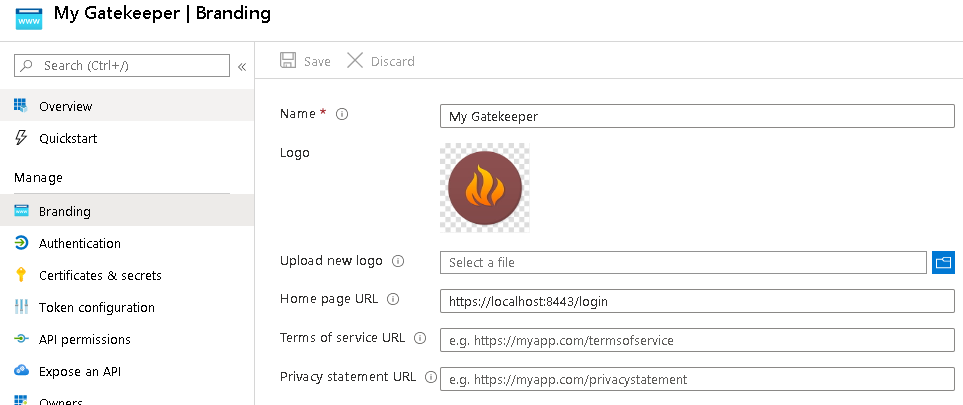 My Gatekeeper | Branding
Search (Ctrl+/)
«
Overview
Quickstart
Manage
Branding
Authentication
Certificates & secrets
Token configuration
API permissions
Expose an API
Owners
Save
Discard
Name *
My Gatekeeper
Logo
Upload new logo
Select a file
Home page URL
https://localhost:8443/login
Terms of service URL
e.g. https://myapp.com/termsofservice
Privacy statement URL
e.g. https://myapp.com/privacystatement